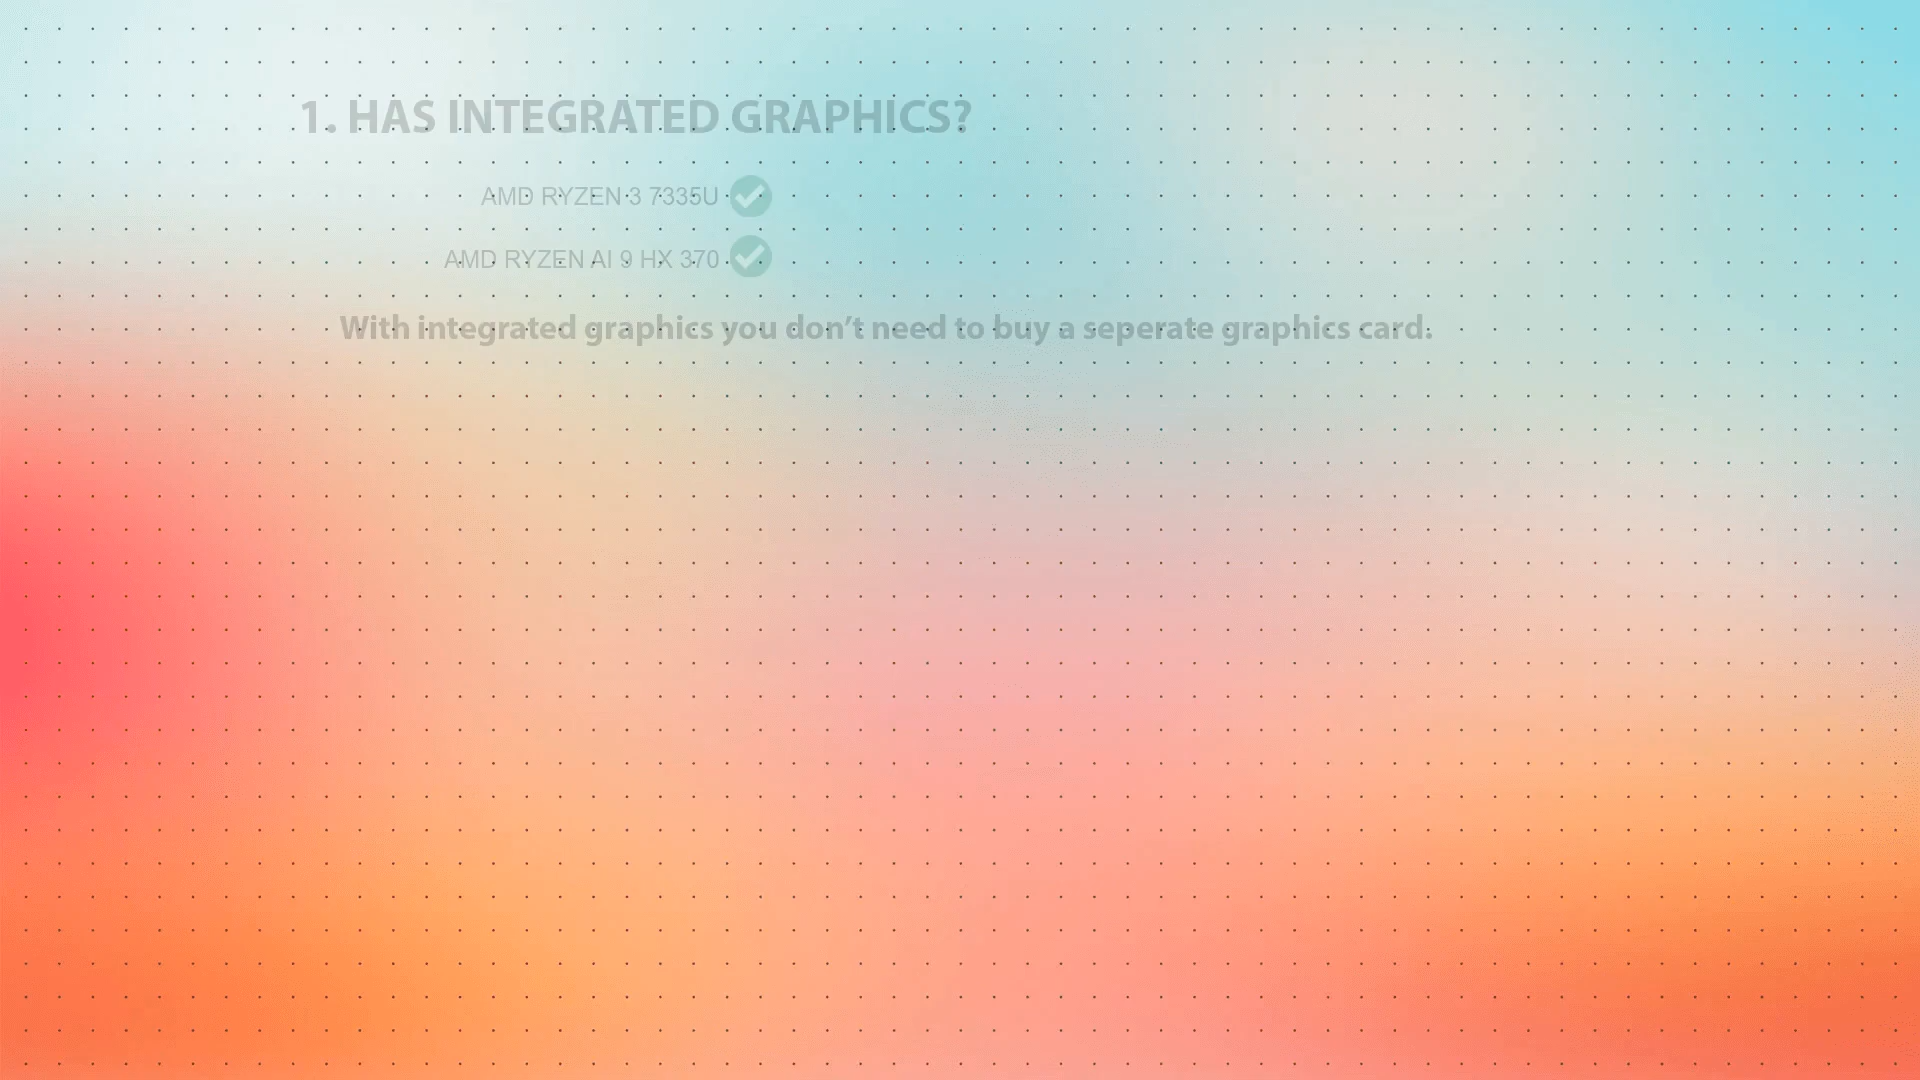 1. HAS INTEGRATED GRAPHICS?
AMD RYZEN 3 7335U
AMD RYZEN AI 9 HX 370
With integrated graphics you don’t need to buy a seperate graphics card.